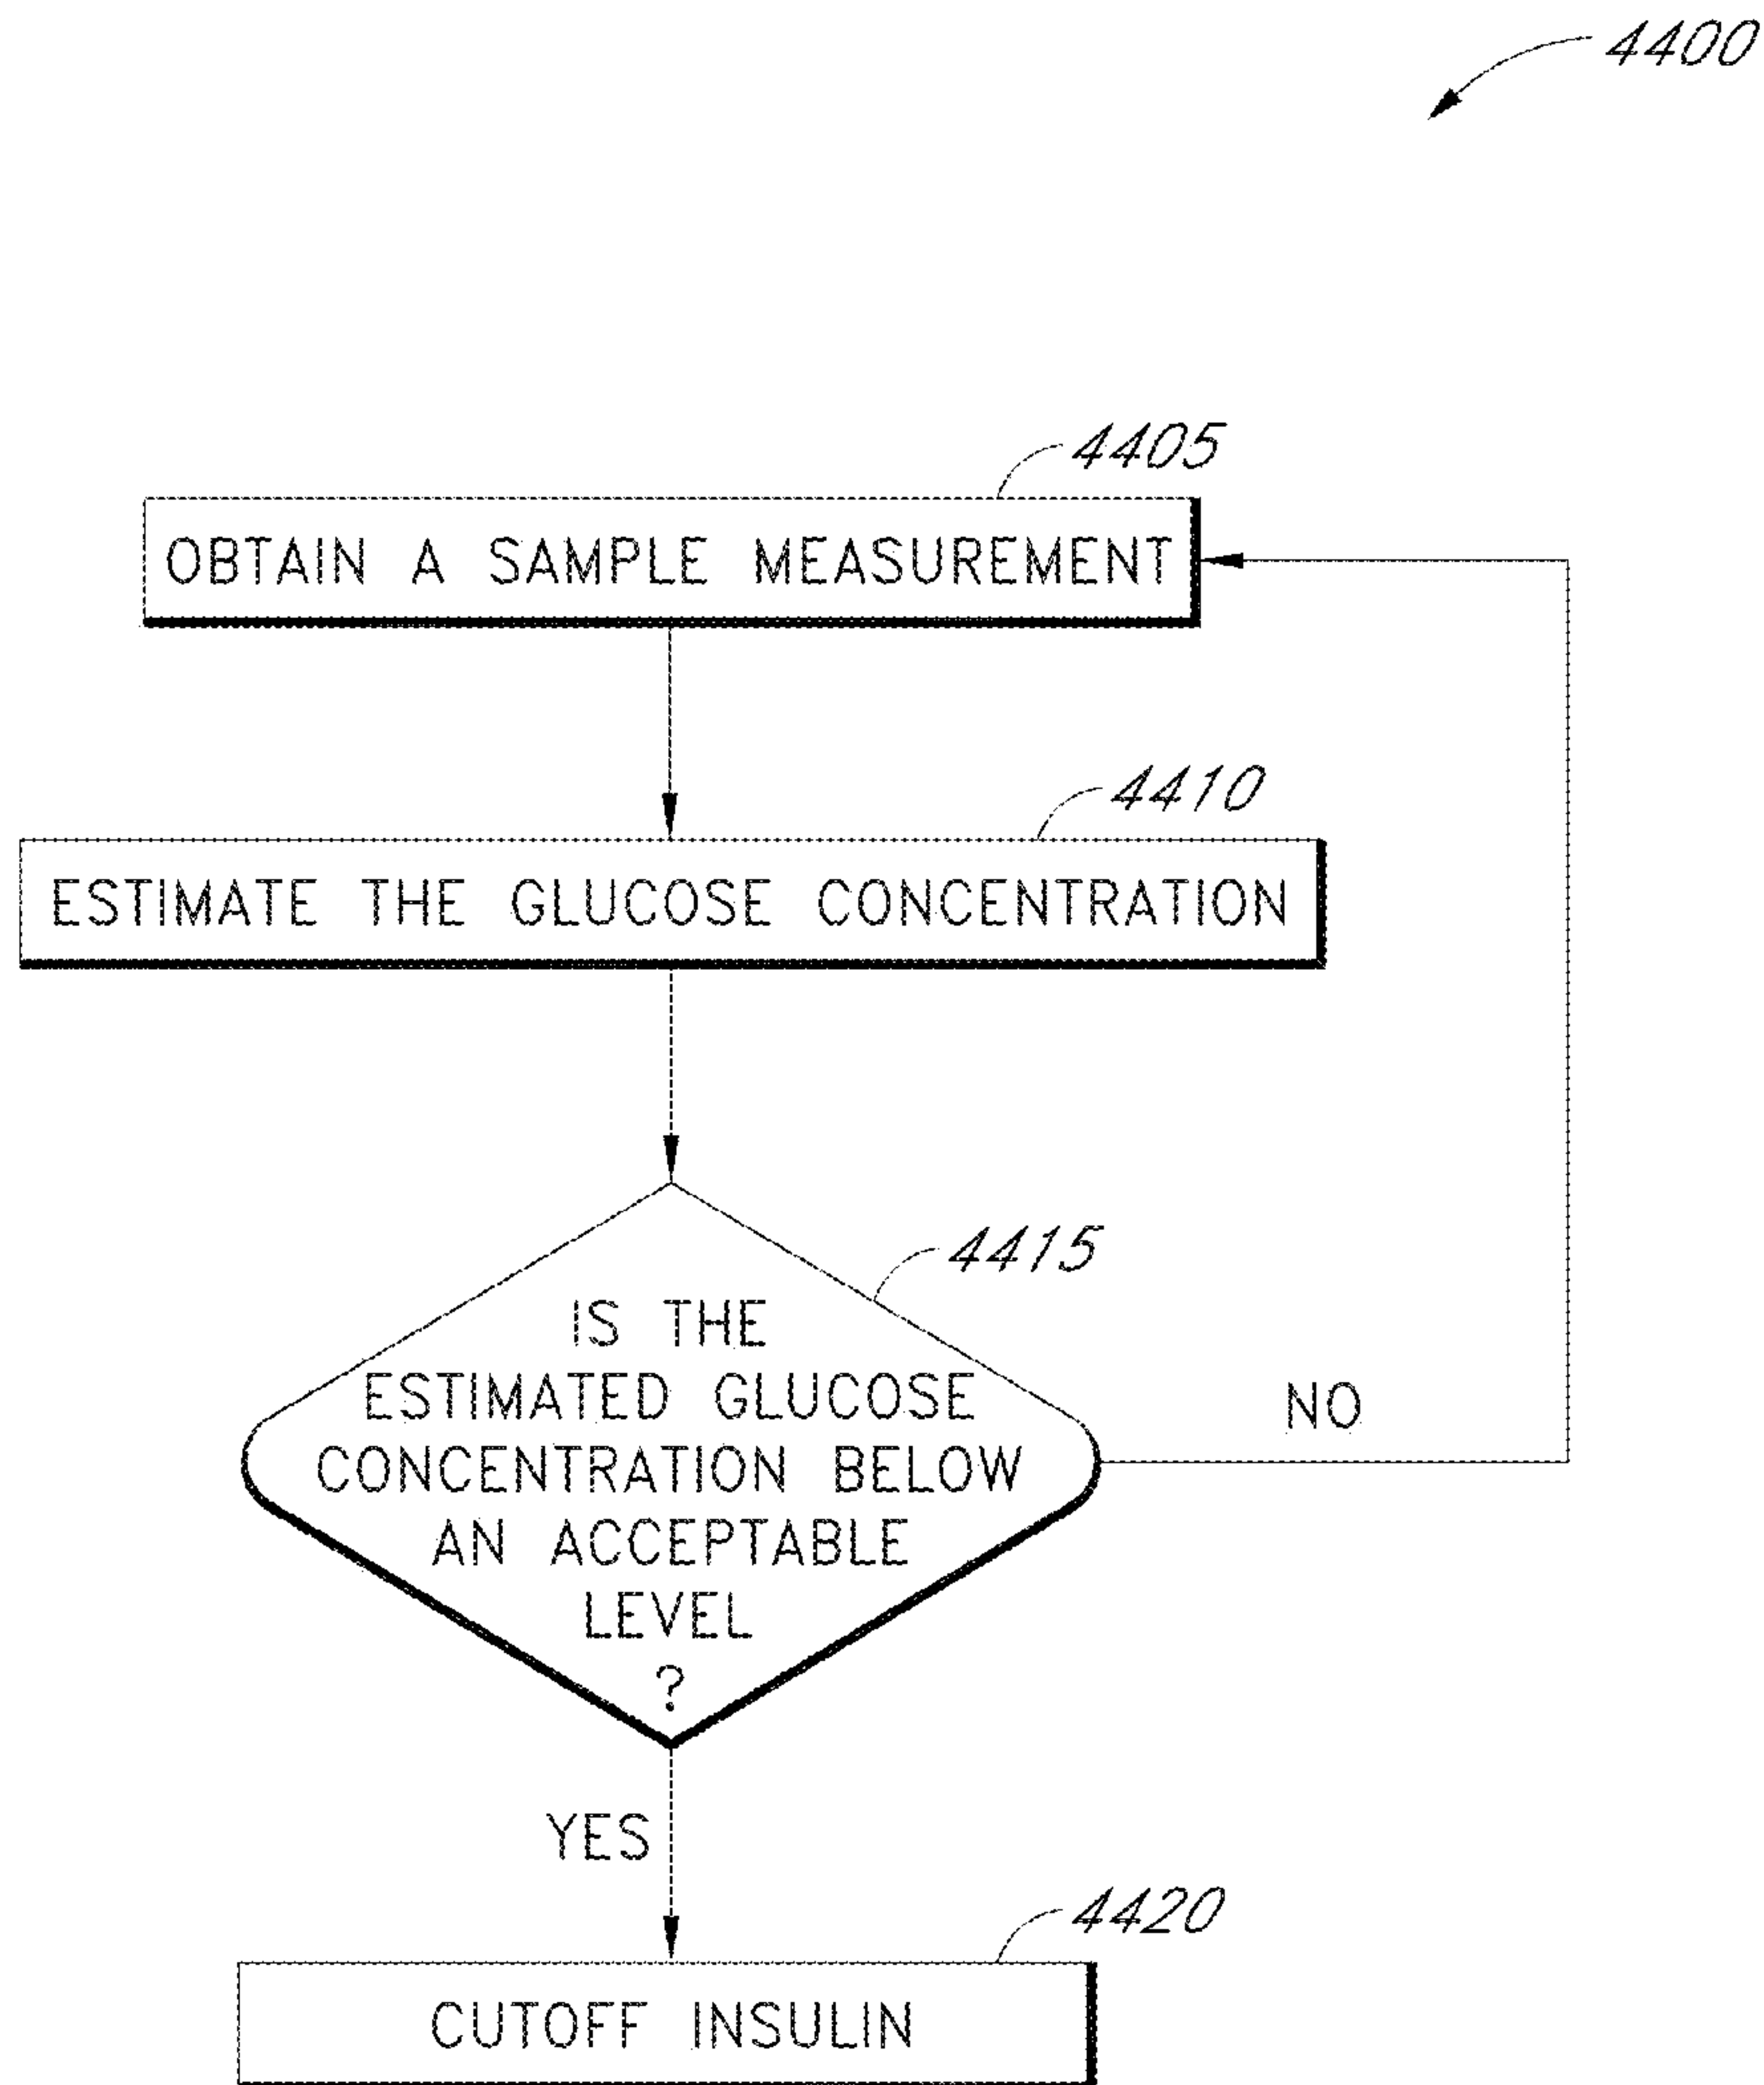 4400
4405
OBTAIN A SAMPLE MEASUREMENT
4410
ESTIMATE THE GLUCOSE CONCENTRATION
4415
IS THE
ESTIMATED GLUCOSE
CONCENTRATION BELOW
AN ACCEPTABLE
LEVEL
?
NO
YES
4420
CUTOFF INSULIN